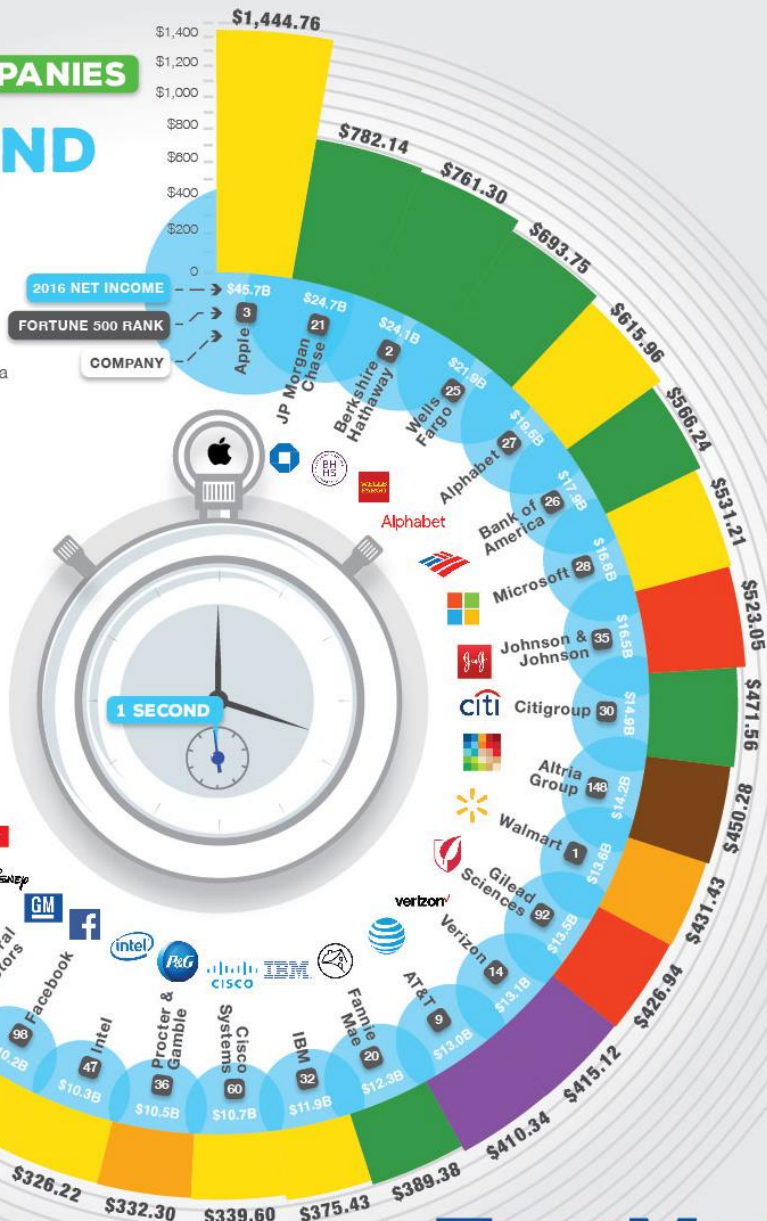 PANIES
ND
a
$1,400
$1,200
$1,000
$800
$600
$400
$200
0
2016 NET INCOME
FORTUNE 500 RANK
COMPANY
$1,444.76
$45.7B
3
Apple
$782.14
$24.7B
21
JP Morgan
Chase
$761.30
$24.1B
2
Berkshire
Hathaway
$693.75
$21.9B
25
Wells
Fargo
$615.96
$19.5B
27
Alphabet
$566.24
$17.9B
26
Bank of
America
$531.21
$16.8B
28
Microsoft
$523.05
$16.5B
35
Johnson &
Johnson
$471.56
$14.9B
30
Citigroup
$450.28
$14.2B
148
Altria
Group
$431.43
$13.6B
1
Walmart
$426.94
$13.5B
92
Gilead
Sciences
$415.12
$13.1B
14
Verizon
$410.34
$13.0B
9
AT&T
$389.38
$12.3B
20
Fannie
Mae
$375.43
$11.9B
32
IBM
$339.60
$10.7B
60
Cisco
Systems
$332.30
$10.5B
36
Procter &
Gamble
$326.22
$10.3B
47
Intel
0.2B
98
Facebook
ral
tors
BH
HS
WELLS
FARGO
Alphabet
J&J
citi
verizon
IBM
CISCO
P&G
intel
f
GM
1 SECOND